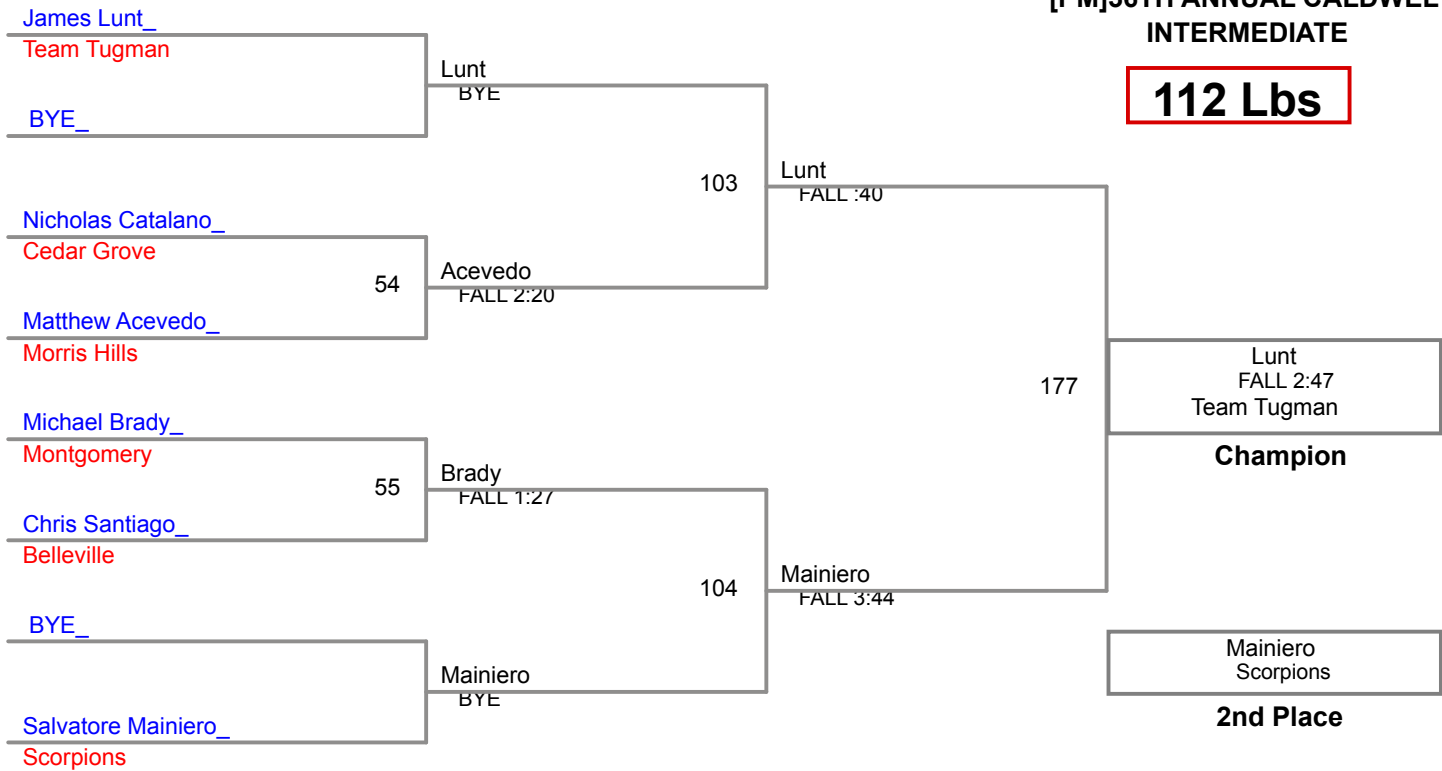 INTERMEDIATE
112 Lbs
James Lunt_
Team Tugman
BYE_
Nicholas Catalano_
Cedar Grove
Matthew Acevedo_
Morris Hills
Michael Brady_
Montgomery
Chris Santiago_
Belleville
BYE_
Salvatore Mainiero_
Scorpions
Lunt
BYE
54
Acevedo
FALL 2:20
55
Brady
FALL 1:27
Mainiero
BYE
103
Lunt
FALL :40
104
Mainiero
FALL 3:44
177
Lunt
FALL 2:47
Team Tugman
Champion
Mainiero
Scorpions
2nd Place